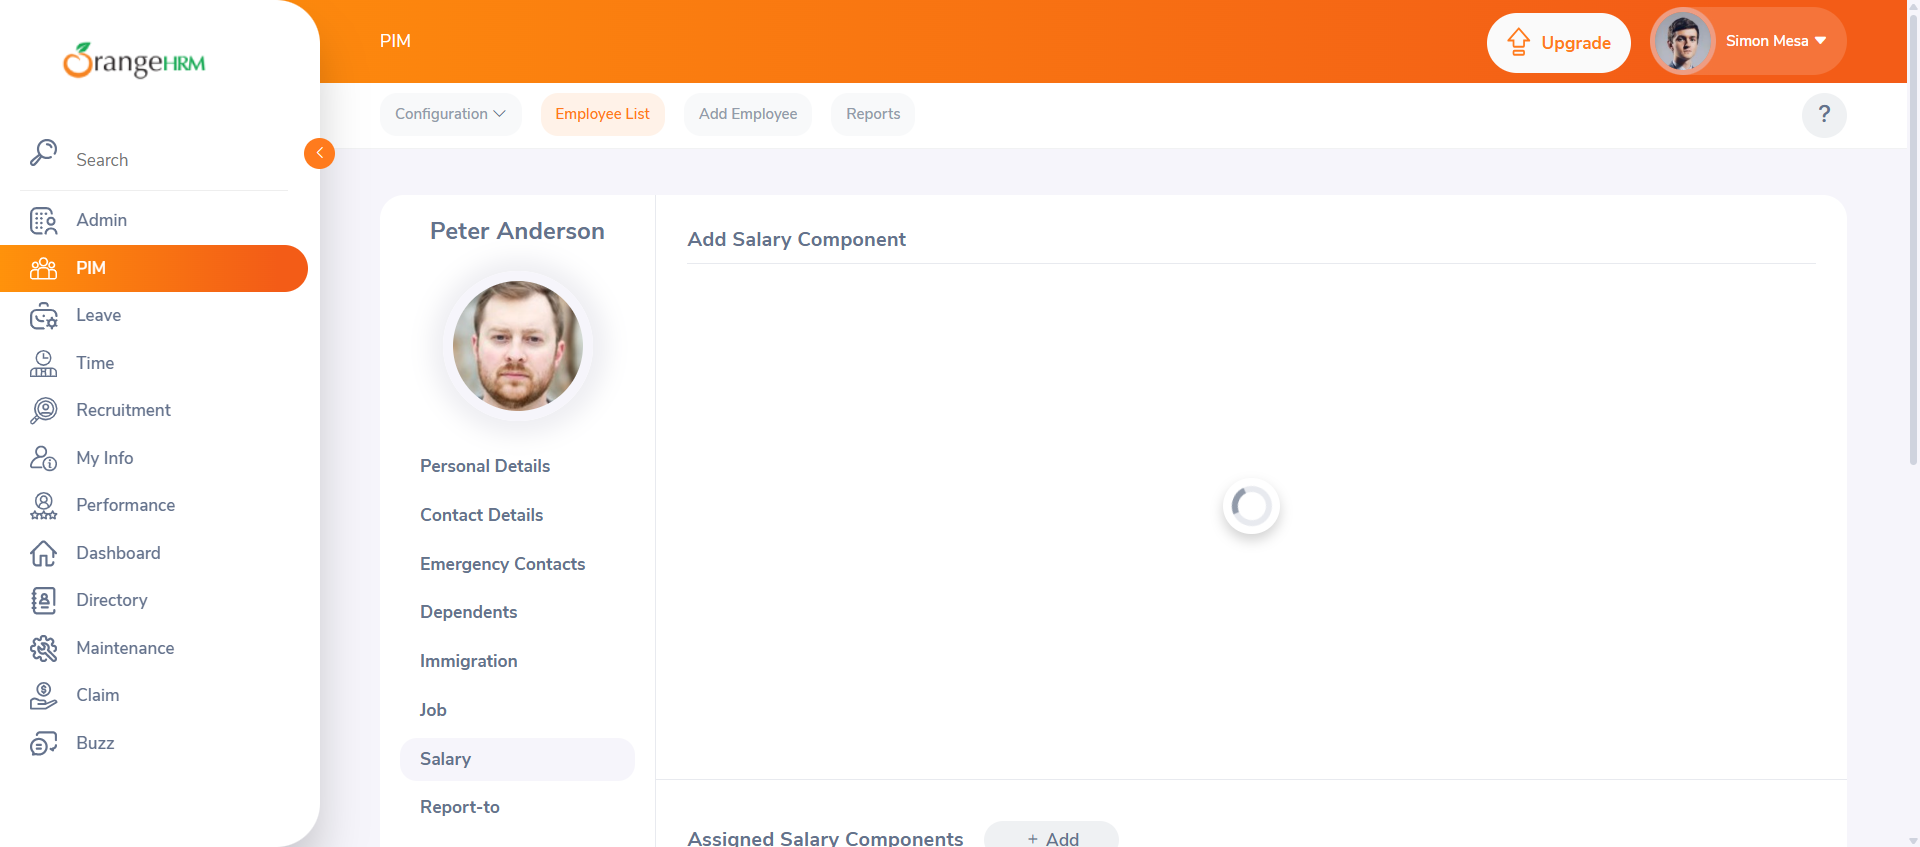 OrangeHRM
PIM
Upgrade
Simon Mesa
Configuration
Employee List
Add Employee
Reports
?
Search
Admin
PIM
Leave
Time
Recruitment
My Info
Performance
Dashboard
Directory
Maintenance
Claim
Buzz
Peter Anderson
Personal Details
Contact Details
Emergency Contacts
Dependents
Immigration
Job
Salary
Report-to
Add Salary Component
Assigned Salary Components
+ Add